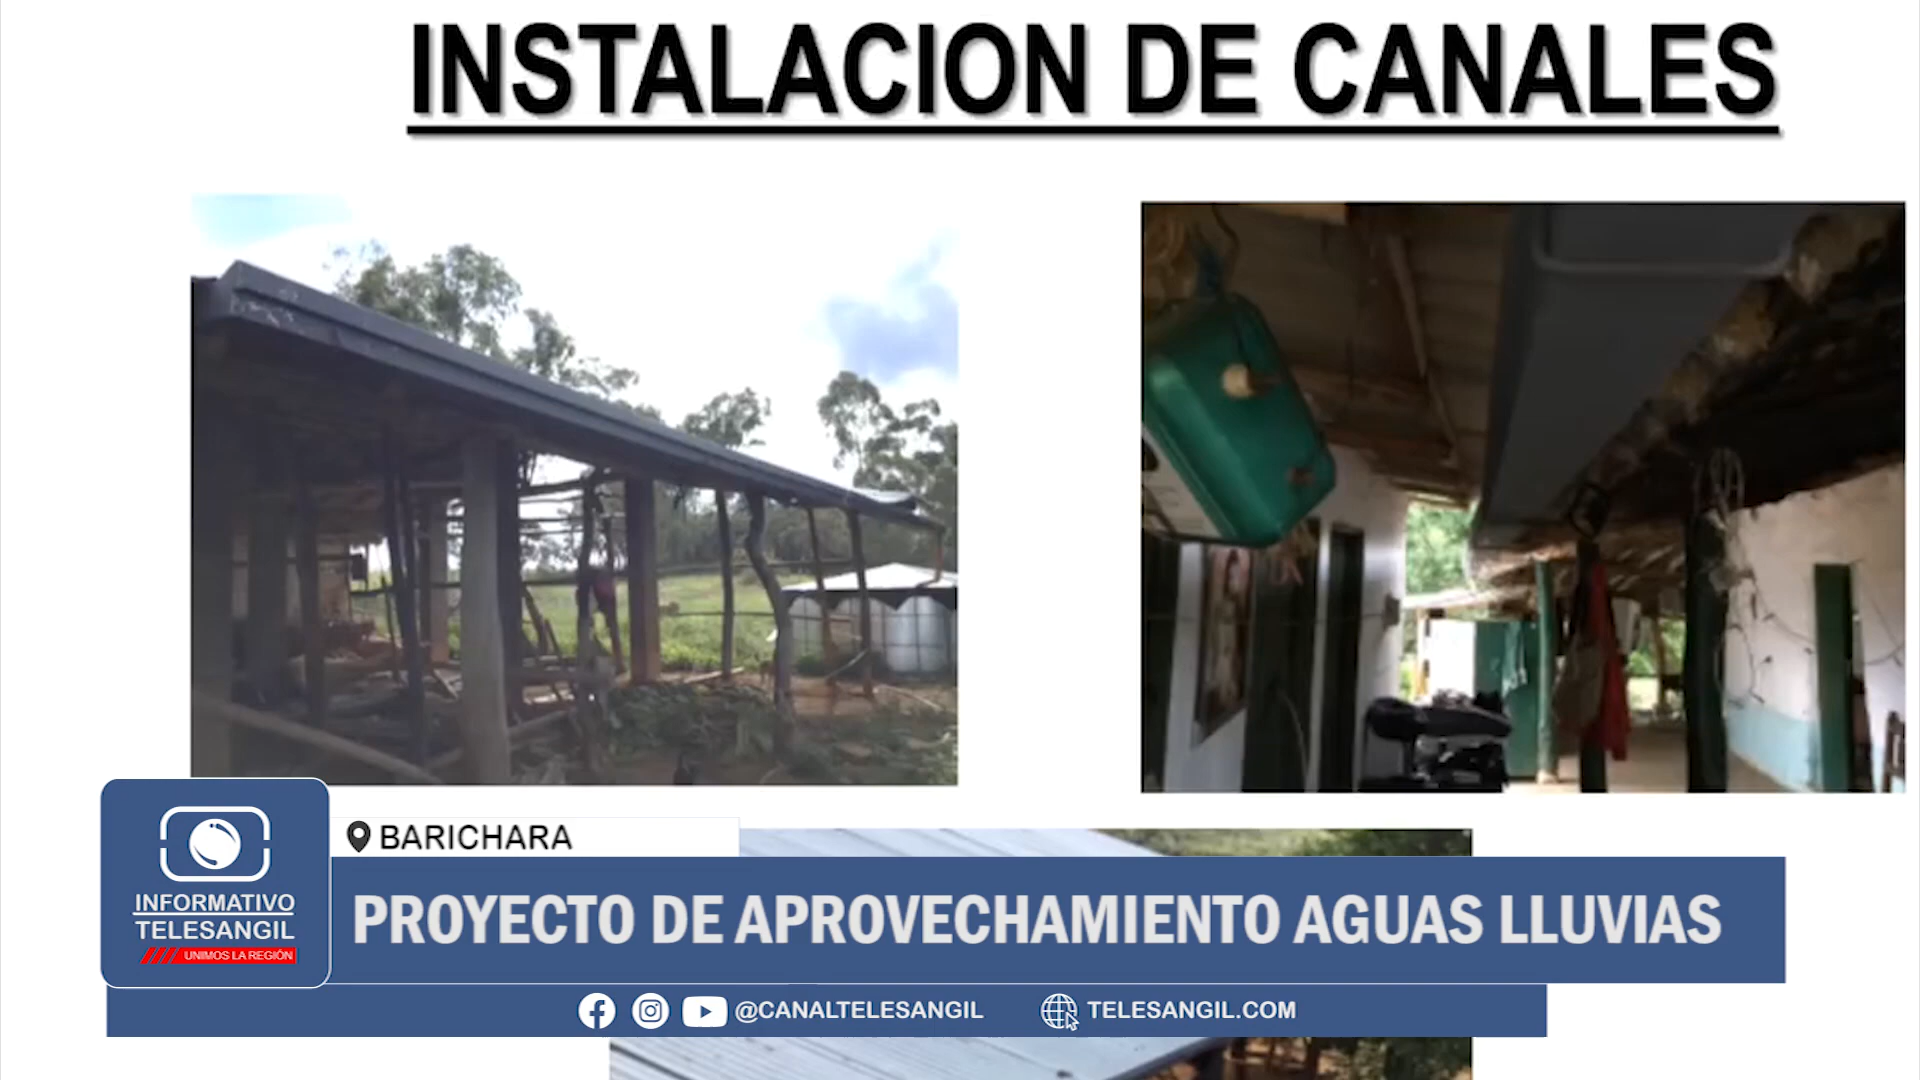 INSTALACION DE CANALES
BARICHARA
INFORMATIVO
TELESANGIL
UNIMOS LA REGIÓN
PROYECTO DE APROVECHAMIENTO AGUAS LLUVIAS
@CANALTELESANGIL
TELESANGIL.COM